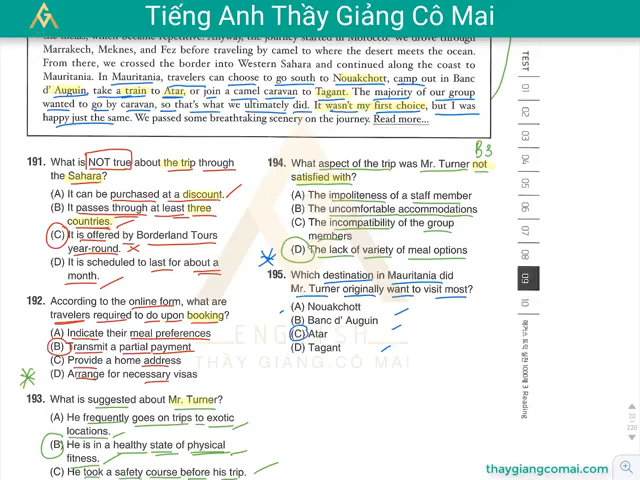 Tiếng Anh Thầy Giảng Cô Mai
AG
the meals, which became repetitive. Anyway, the journey started in Morocco. We drove through
Marrakech, Meknes, and Fez before traveling by camel to where the desert meets the ocean.
From there, we crossed the border into Western Sahara and continued along the coast to
Mauritania. In Mauritania, travelers can choose to go south to Nouakchott, camp out in Banc
d' Auguin, take a train to Atar, or join a camel caravan to Tagant. The majority of our group
wanted to go by caravan, so that's what we ultimately did. It wasn't my first choice, but I was
happy just the same. We passed some breathtaking scenery on the journey. Read more...
191. What is NOT true about the trip through
the Sahara?
(A) It can be purchased at a discount.
(B) It passes through at least three
countries.
(C) It is offered by Borderland Tours
year-round.
(D) It is scheduled to last for about a
month.
192. According to the online form, what are
travelers required to do upon booking?
(A) Indicate their meal preferences
(B) Transmit a partial payment
(C) Provide a home address
(D) Arrange for necessary visas
193. What is suggested about Mr. Turner?
(A) He frequently goes on trips to exotic
locations.
(B) He is in a healthy state of physical
fitness.
(C) He took a safety course before his trip.
B3
194. What aspect of the trip was Mr. Turner not
satisfied with?
(A) The impoliteness of a staff member
(B) The uncomfortable accommodations
(C) The incompatibility of the group
members
(D) The lack of variety of meal options
195. Which destination in Mauritania did
Mr. Turner originally want to visit most?
(A) Nouakchott
(B) Banc d' Auguin
(C) Atar
(D) Tagant
ENGLISH
THẦY GIẢNG.CÔ MAI
TEST
01
02
03
04
05
06
07
08
09
10
Reading
220
thaygiangcomai.com